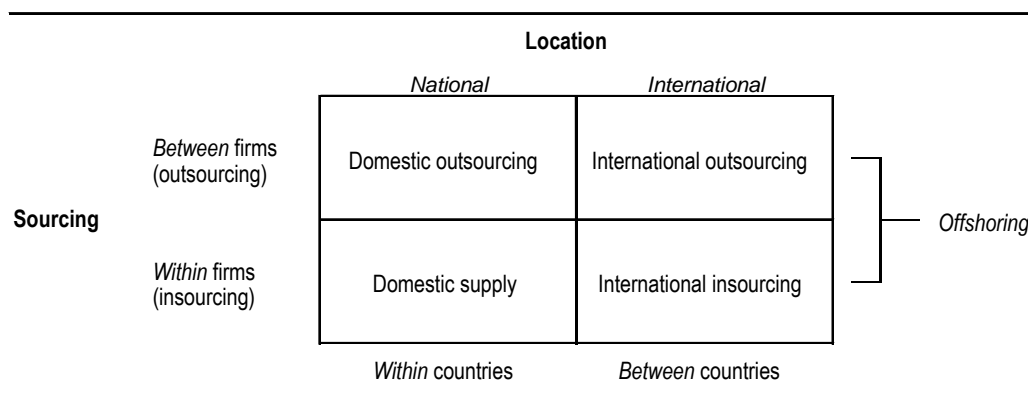 Location
National International
Between firms
(outsourcing)
Domestic outsourcing International outsourcing
Sourcing
Offshoring
Within firms
(insourcing)
Domestic supply International insourcing
Within countries Between countries